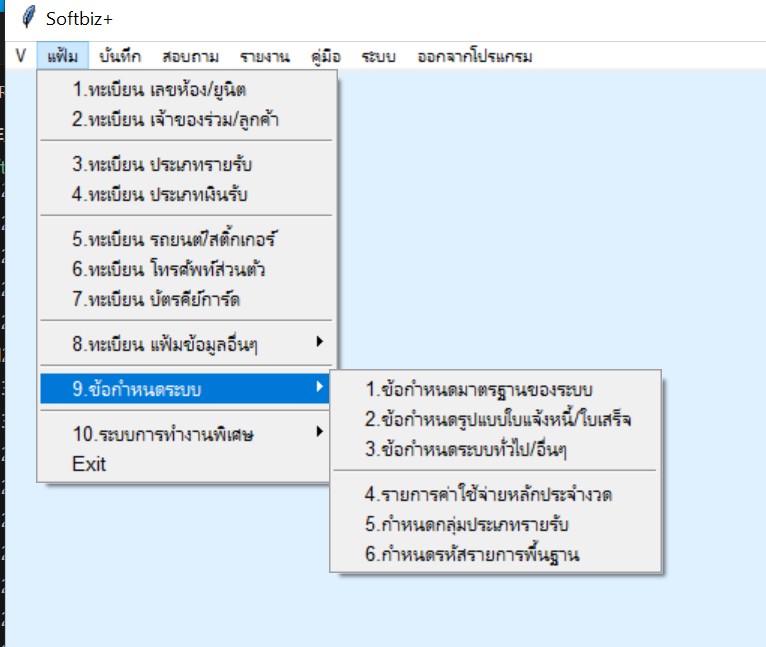 Softbiz+
V แฟ้ม บันทึก สอบถาม รายงาน คู่มือ ระบบ ออกจากโปรแกรม
1.ทะเบียน เลขห้อง/ยูนิต
2.ทะเบียน เจ้าของร่วม/ลูกค้า
3.ทะเบียน ประเภทรายรับ
4.ทะเบียน ประเภทเงินรับ
5.ทะเบียน รถยนต์/สติ้กเกอร์
6.ทะเบียน โทรศัพท์ส่วนตัว
7.ทะเบียน บัตรคีย์การ์ด
8.ทะเบียน แฟ้มข้อมูลอื่นๆ
9.ข้อกำหนดระบบ
10.ระบบการทำงานพิเศษ
Exit
1.ข้อกำหนดมาตรฐานของระบบ
2.ข้อกำหนดรูปแบบใบแจ้งหนี้/ใบเสร็จ
3.ข้อกำหนดระบบทั่วไป/อื่นๆ
4.รายการค่าใช้จ่ายหลักประจำงวด
5.กำหนดกลุ่มประเภทรายรับ
6.กำหนดรหัสรายการพื้นฐาน